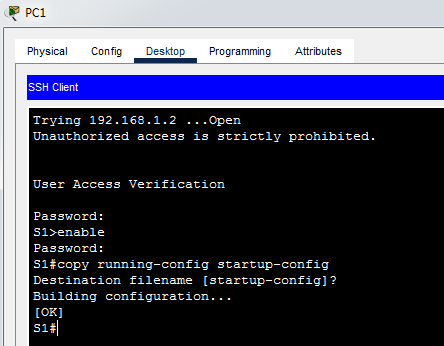 PC1
Physical Config Desktop Programming Attributes
SSH Client
Trying 192.168.1.2 ...Open
Unauthorized access is strictly prohibited.
User Access Verification
Password:
S1>enable
Password:
S1#copy running-config startup-config
Destination filename [startup-config]?
Building configuration...
[OK]
S1#